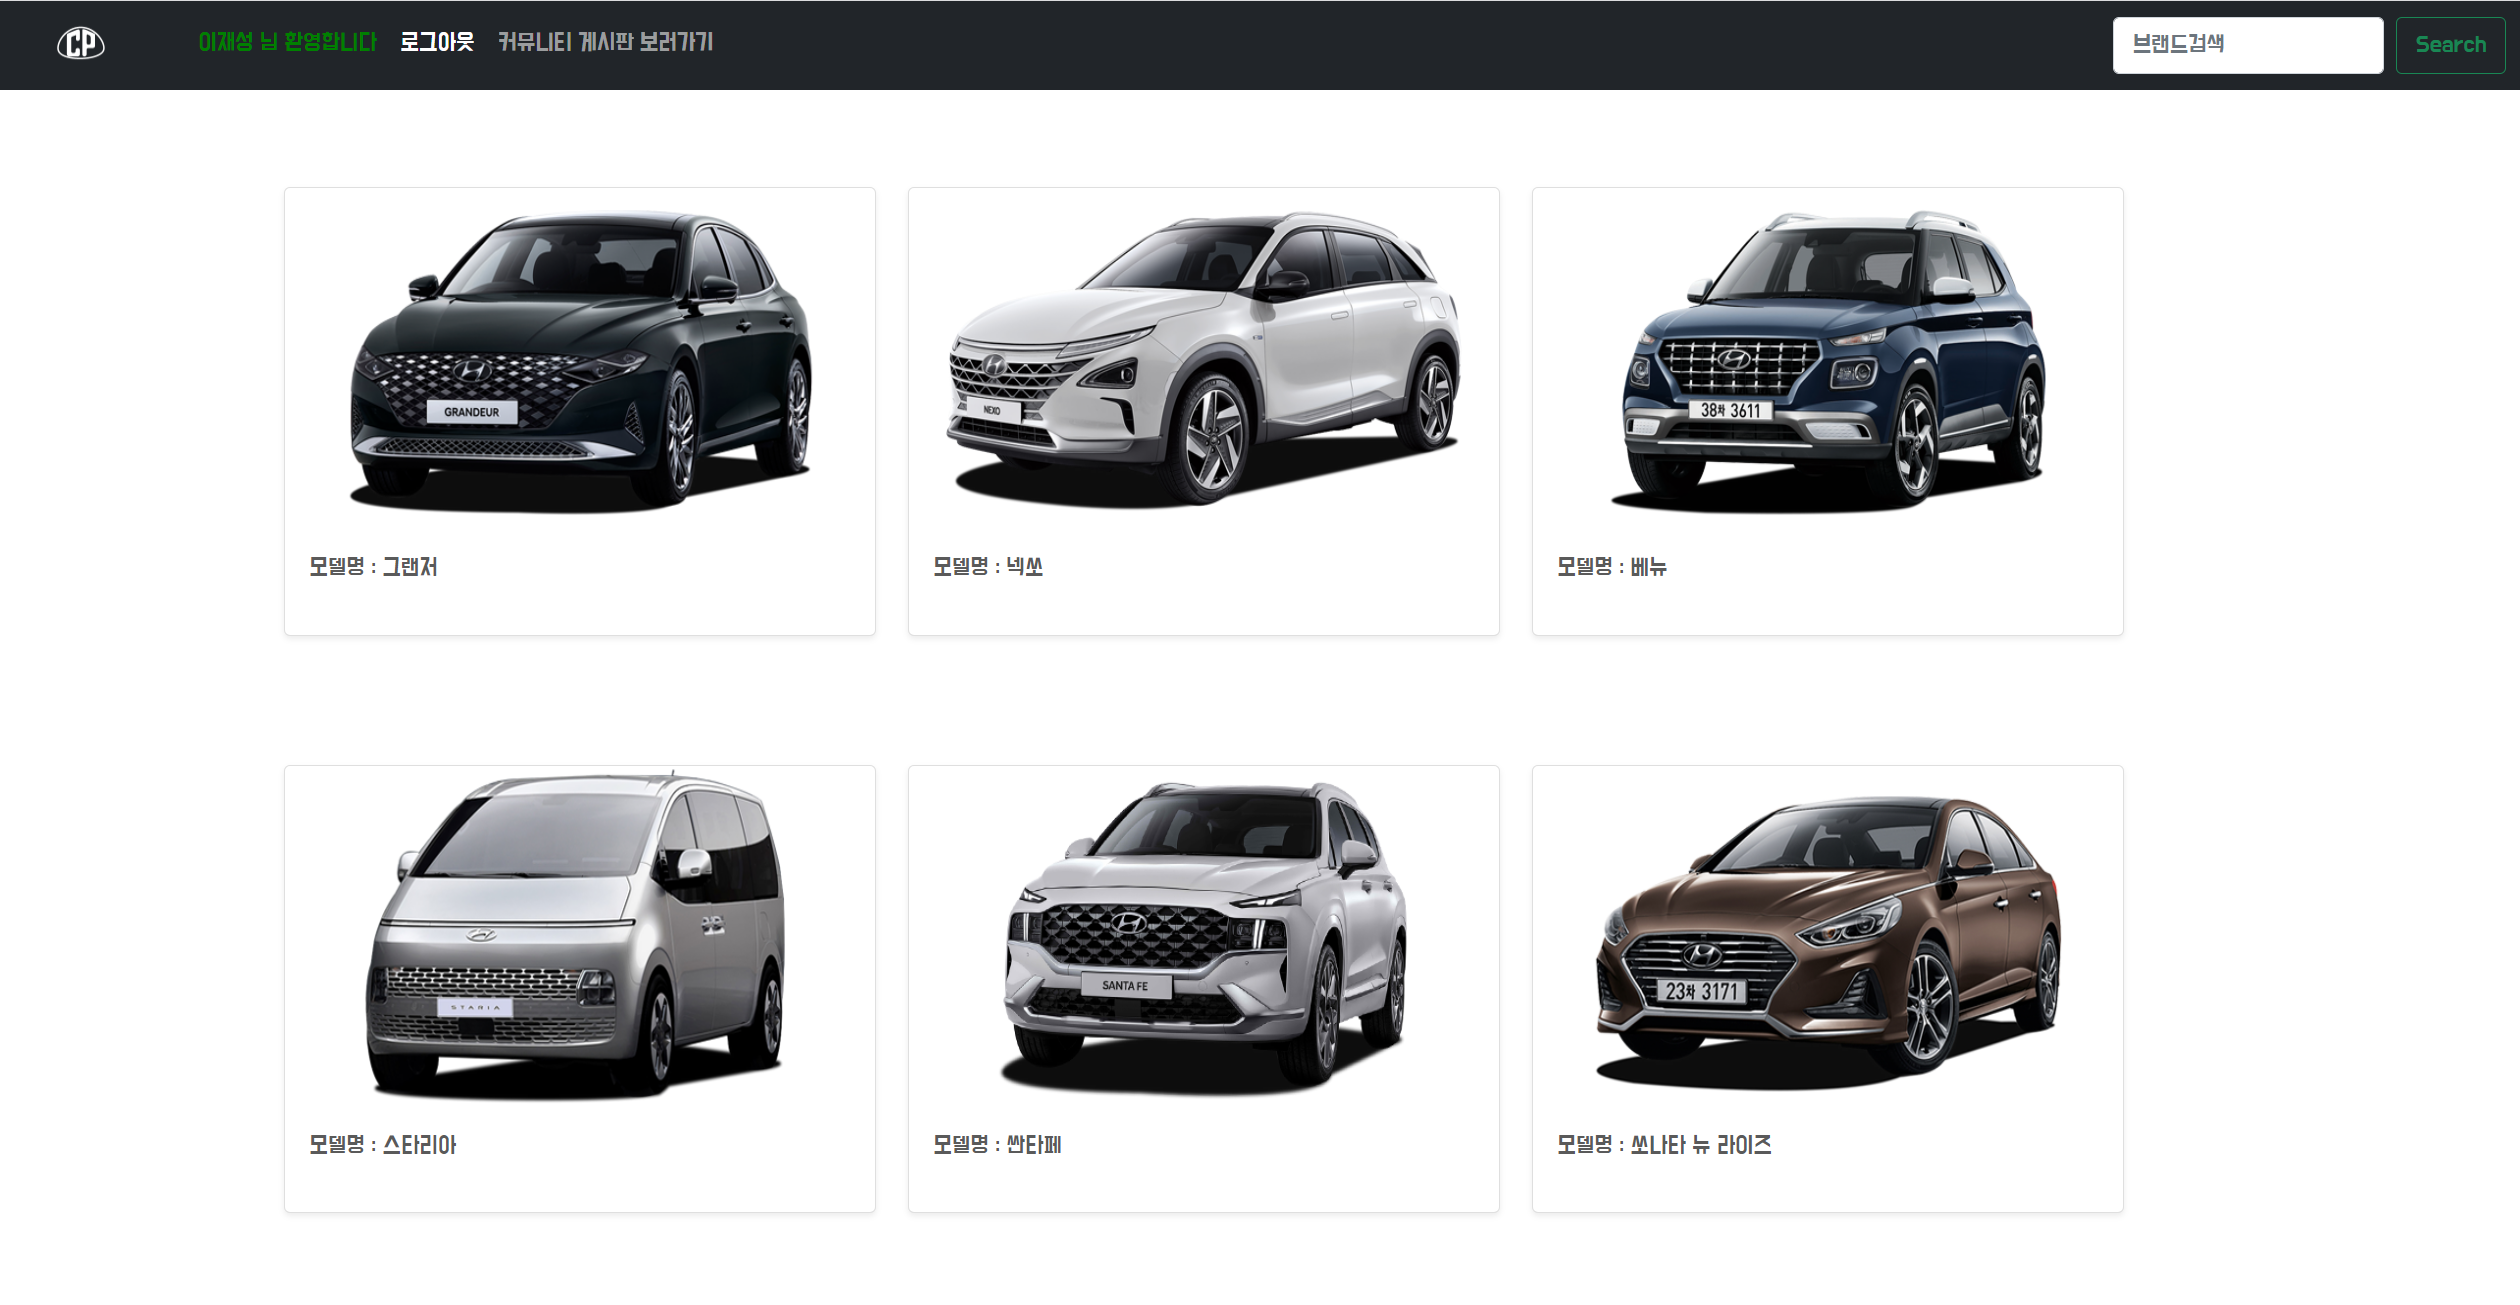 CP
이재성 님 환영합니다 로그아웃 커뮤니티 게시판 보러가기
브랜드검색
Search
GRANDEUR
NEXO
38차 3611
모델명 : 그랜저
모델명 : 넥쏘
모델명 : 베뉴
STARIA
SANTA FE
23차 3171
모델명 : 스타리아
모델명 : 싼타페
모델명 : 쏘나타 뉴 라이즈